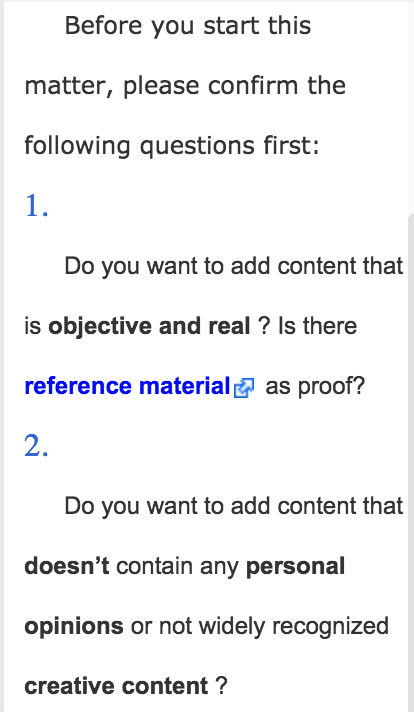 Before you start this
matter, please confirm the
following questions first:
1.
Do you want to add content that
is objective and real ? Is there
reference material as proof?
2.
Do you want to add content that
doesn’t contain any personal
opinions or not widely recognized
creative content ?